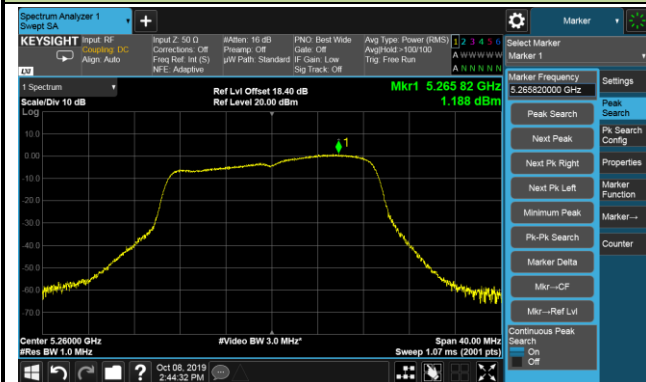 Spectrum Analyzer 1
Swept SA
+
Marker
KEYSIGHT
Input: RF
Coupling: DC
Align: Auto
Input Z: 50 Ω
Corrections: Off
Freq Ref: Int (S)
NFE: Adaptive
#Atten: 16 dB
Preamp: Off
µW Path: Standard
PNO: Best Wide
Gate: Off
IF Gain: Low
Sig Track: Off
Avg Type: Power (RMS)
Avg|Hold:>100/100
Trig: Free Run
1 2 3 4 5 6
A W W W W W
A N N N N N
LXI
Select Marker
Marker 1
1 Spectrum
Scale/Div 10 dB
Ref Lvl Offset 18.40 dB
Ref Level 20.00 dBm
Mkr1 5.265 82 GHz
1.188 dBm
Log
10.0
0.00
-10.0
-20.0
-30.0
-40.0
-50.0
-60.0
-70.0
1
Center 5.26000 GHz
#Res BW 1.0 MHz
#Video BW 3.0 MHz*
Span 40.00 MHz
Sweep 1.07 ms (2001 pts)
Marker Frequency
5.265820000 GHz
Peak Search
Next Peak
Next Pk Right
Next Pk Left
Minimum Peak
Pk-Pk Search
Marker Delta
Mkr→CF
Mkr→Ref Lvl
Continuous Peak
Search
On
Off
Settings
Peak
Search
Pk Search
Config
Properties
Marker
Function
Marker→
Counter
?
Oct 08, 2019
2:44:32 PM